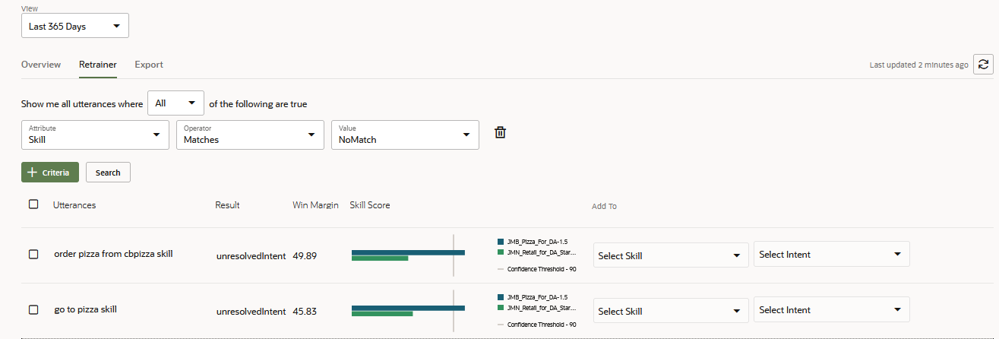 View
Last 365 Days
Overview Retrainer Export Last updated 2 minutes ago
Show me all utterances where All of the following are true
Attribute Operator Value
Skill Matches NoMatch
+ Criteria Search
Utterances Result Win Margin Skill Score Add To
JMB_Pizza_For_DA-1.5
order pizza from cbpizza skill unresolvedIntent 49.89 JMN_Retail_for_DA_Star... Select Skill Select Intent
Confidence Threshold - 90
JMB_Pizza_For_DA-1.5
go to pizza skill unresolvedIntent 45.83 JMN_Retail_for_DA_Star... Select Skill Select Intent
Confidence Threshold - 90